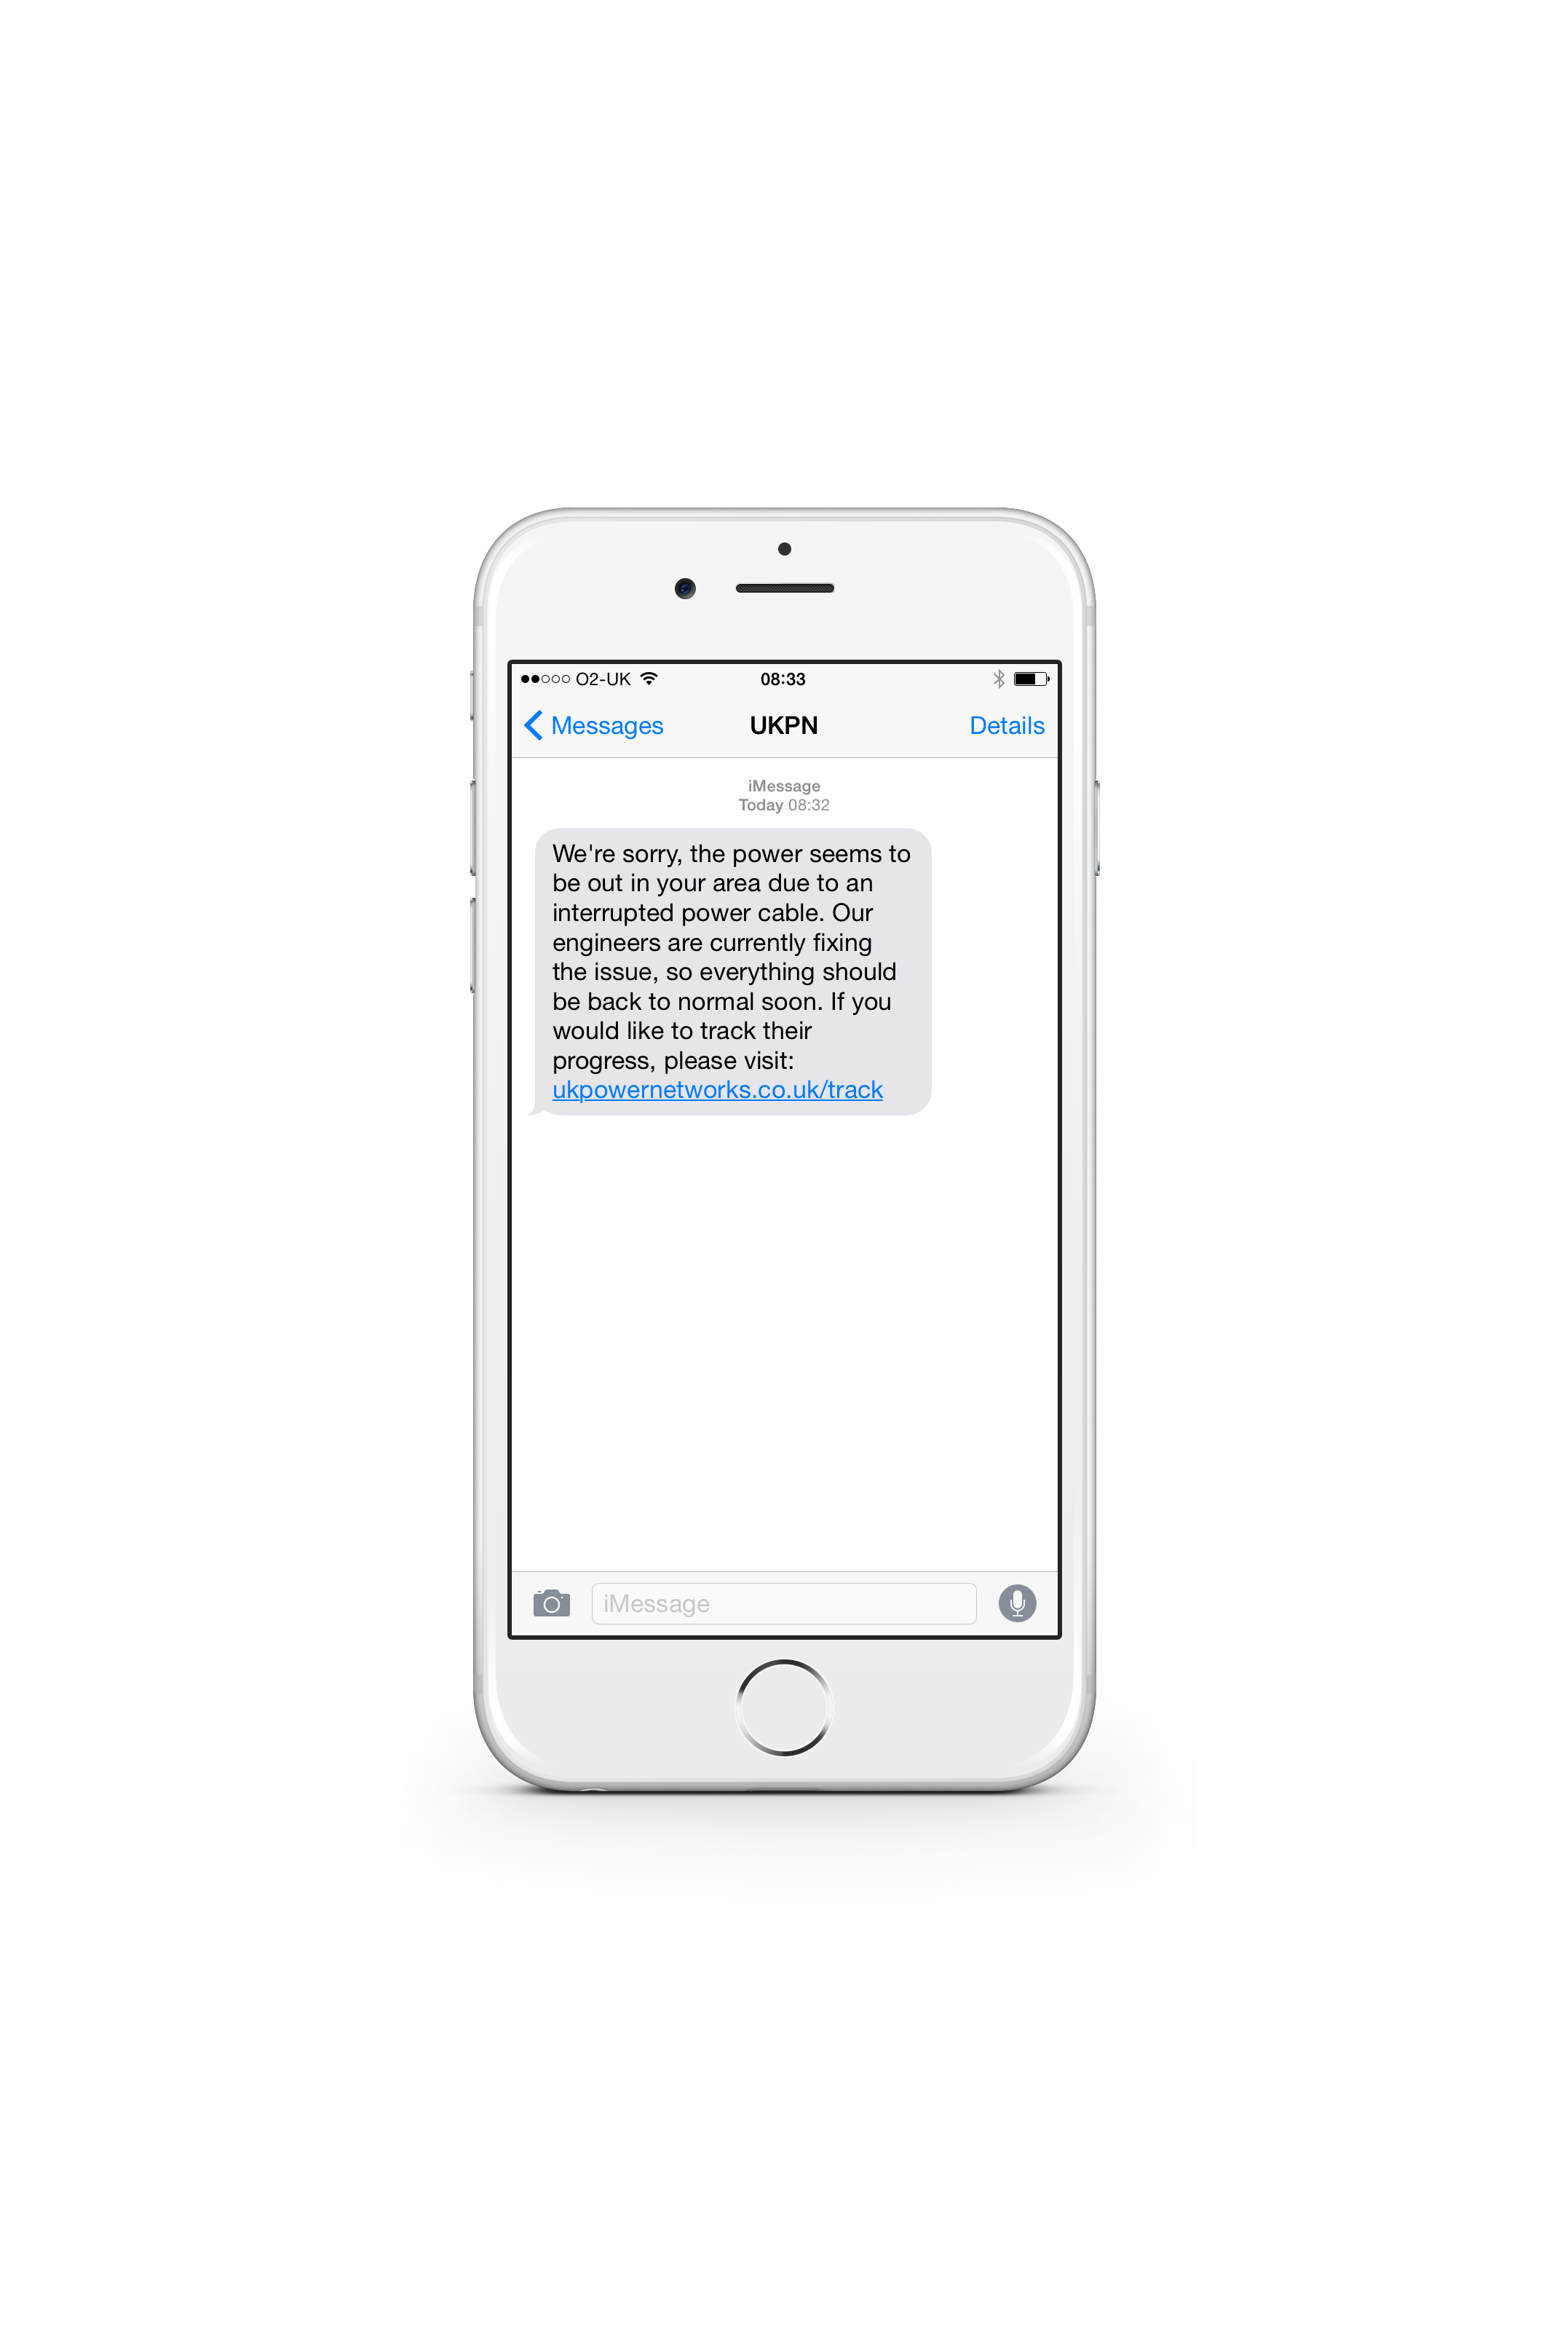 O2-UK 08:33
Messages UKPN Details
iMessage
Today 08:32
We're sorry, the power seems to
be out in your area due to an
interrupted power cable. Our
engineers are currently fixing
the issue, so everything should
be back to normal soon. If you
would like to track their
progress, please visit:
ukpowernetworks.co.uk/track
iMessage